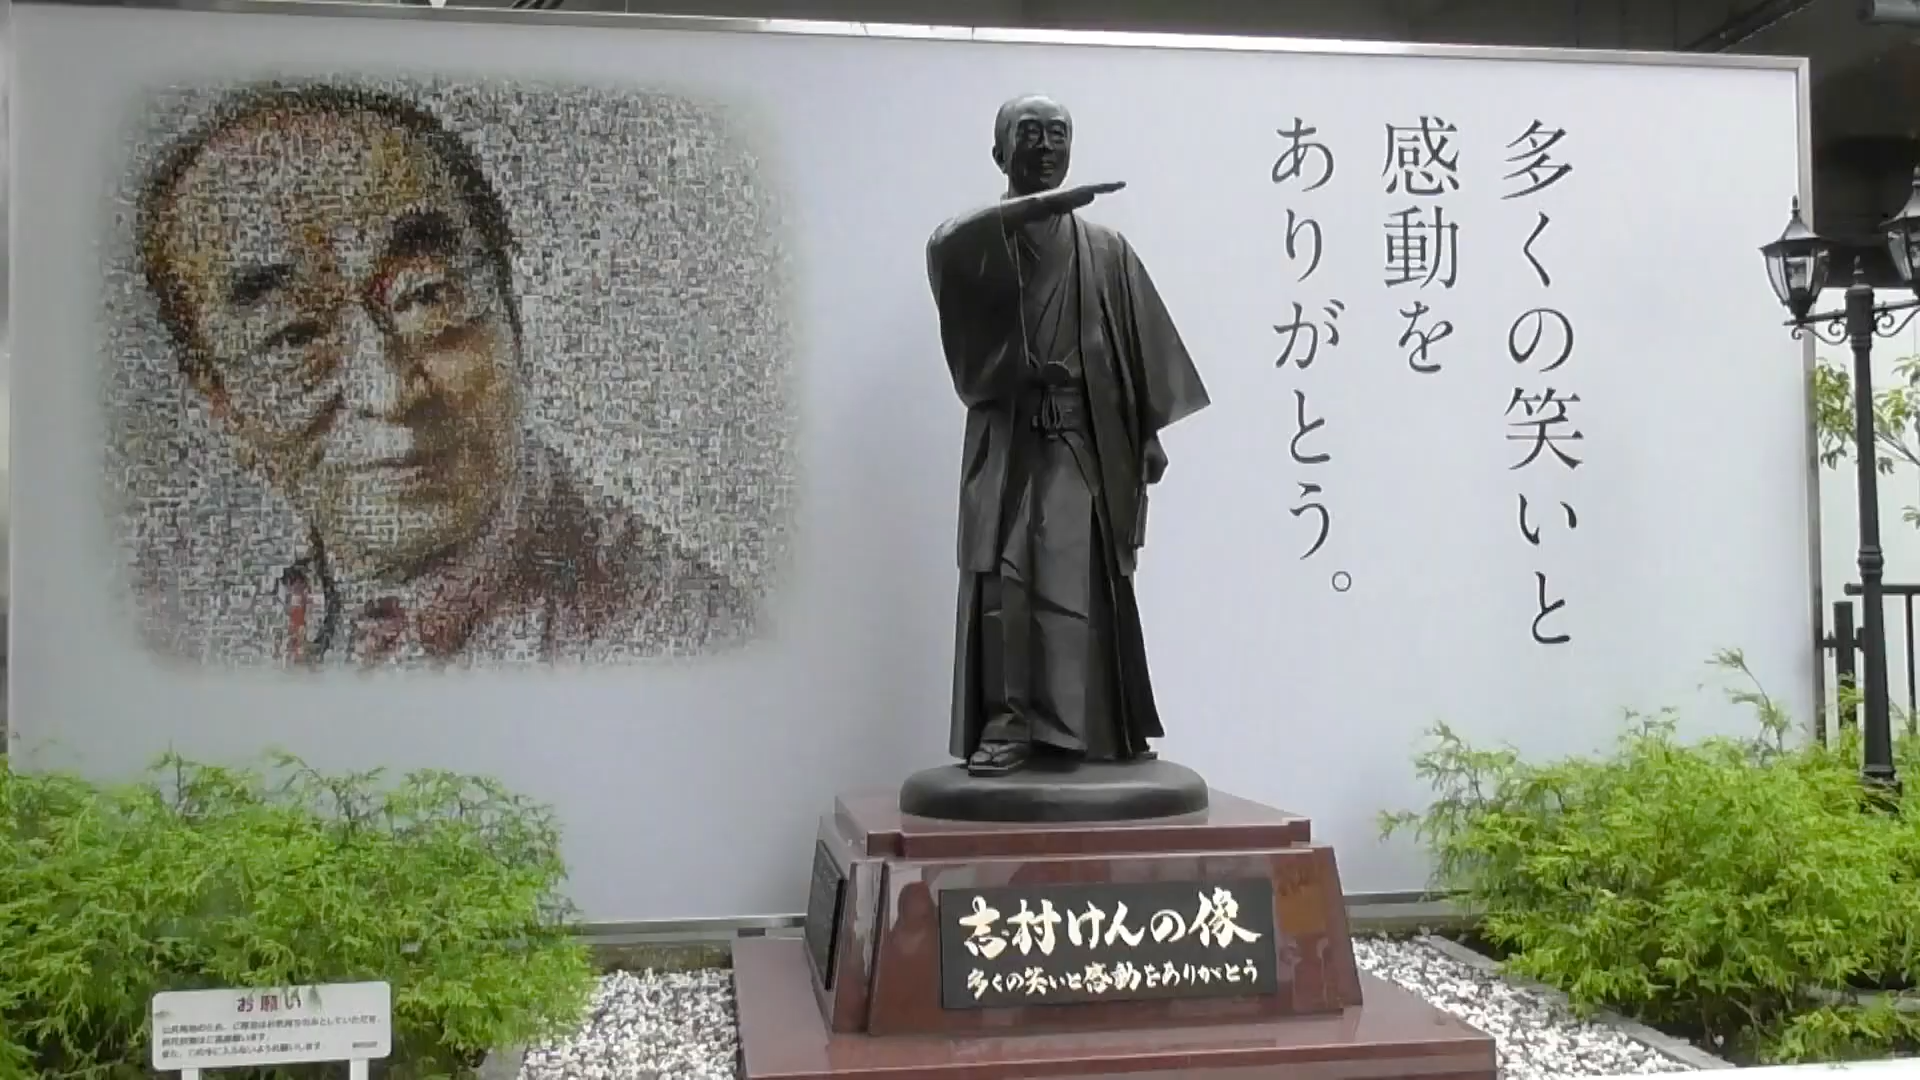 多くの笑いと
感動を
ありがとう。
志村けんの像
多くの笑いと感動をありがとう
お願い